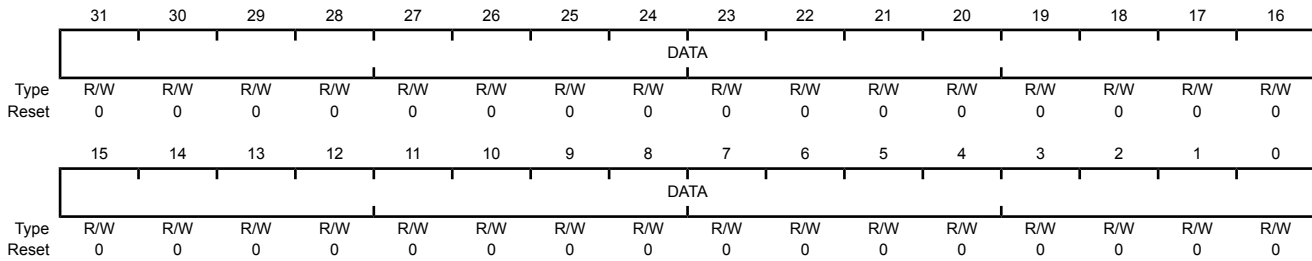 31 30 29 28 27 26 25 24 23 22 21 20 19 18 17 16
DATA
Type R/W R/W R/W R/W R/W R/W R/W R/W R/W R/W R/W R/W R/W R/W R/W R/W
Reset 0 0 0 0 0 0 0 0 0 0 0 0 0 0 0 0
15 14 13 12 11 10 9 8 7 6 5 4 3 2 1 0
DATA
Type R/W R/W R/W R/W R/W R/W R/W R/W R/W R/W R/W R/W R/W R/W R/W R/W
Reset 0 0 0 0 0 0 0 0 0 0 0 0 0 0 0 0